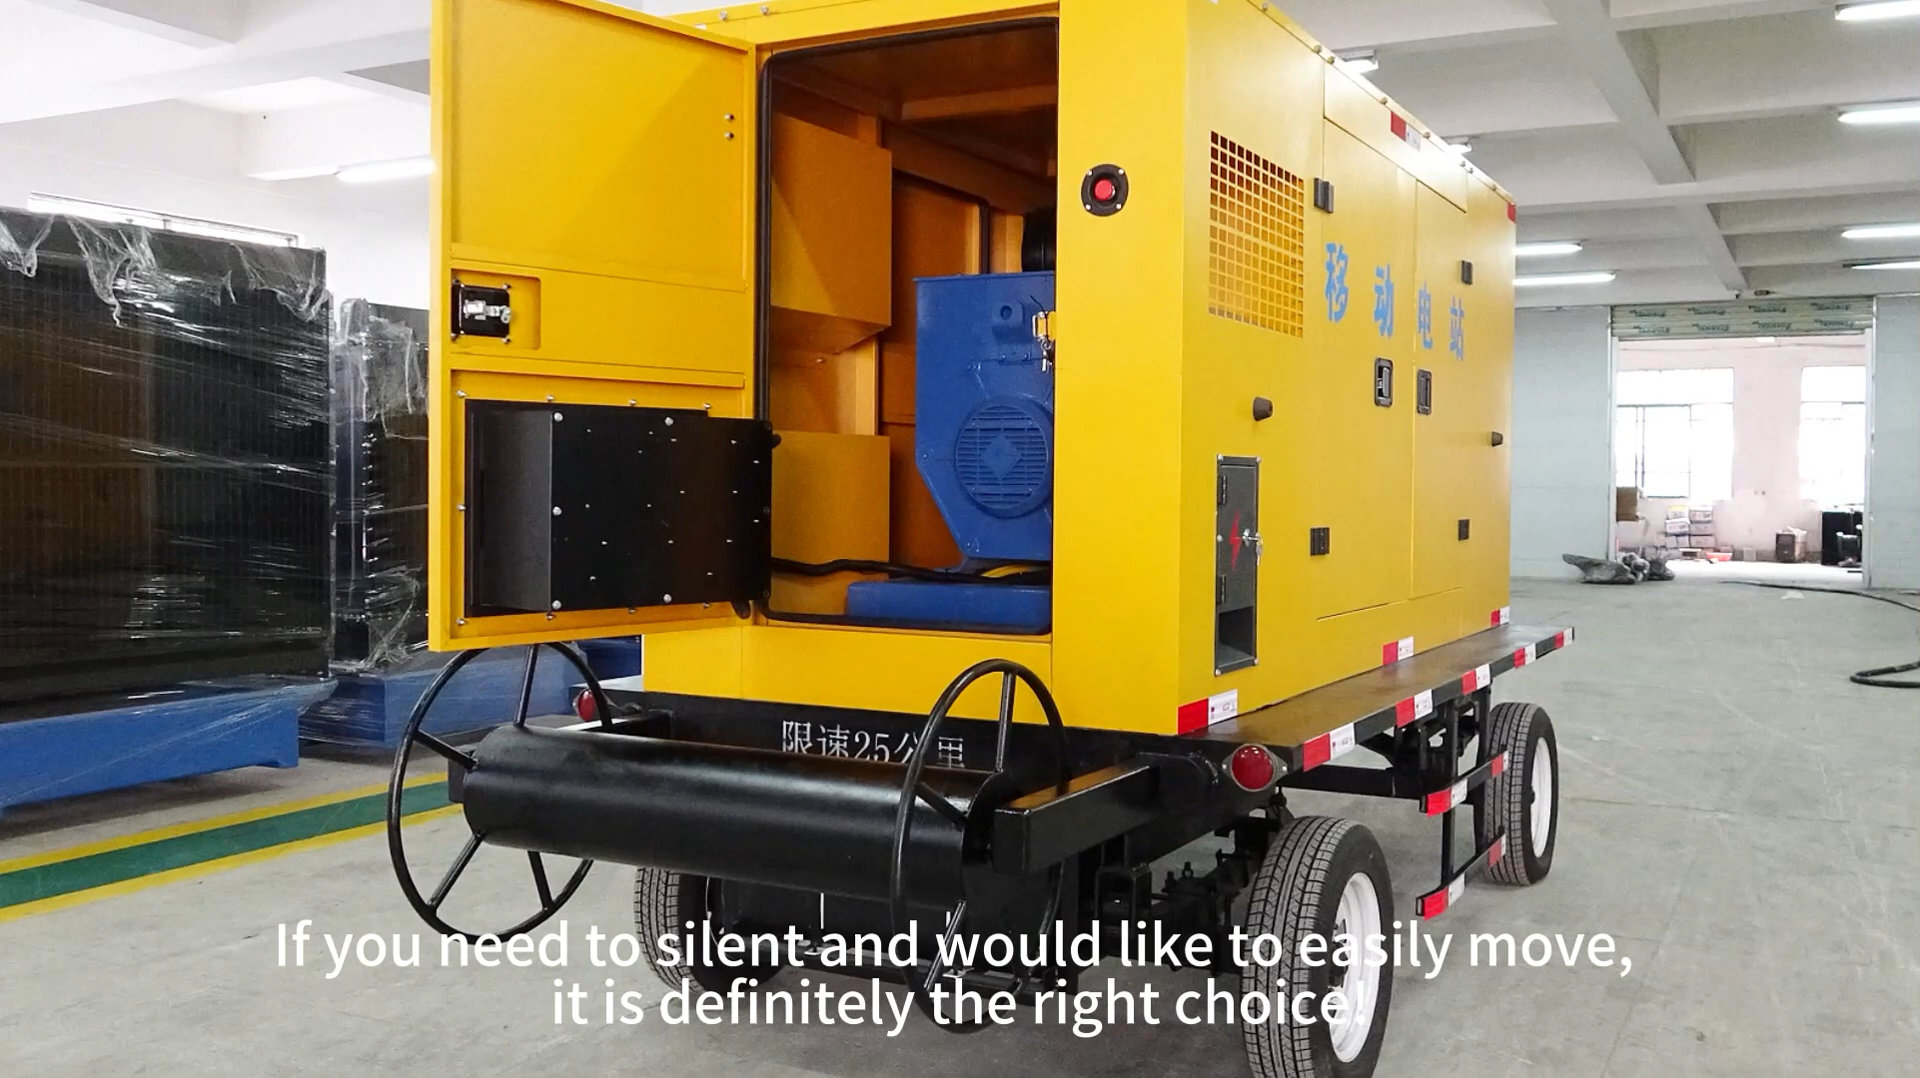 移动电站
限速25公里
If you need to silent and would like to easily move,
it is definitely the right choice!